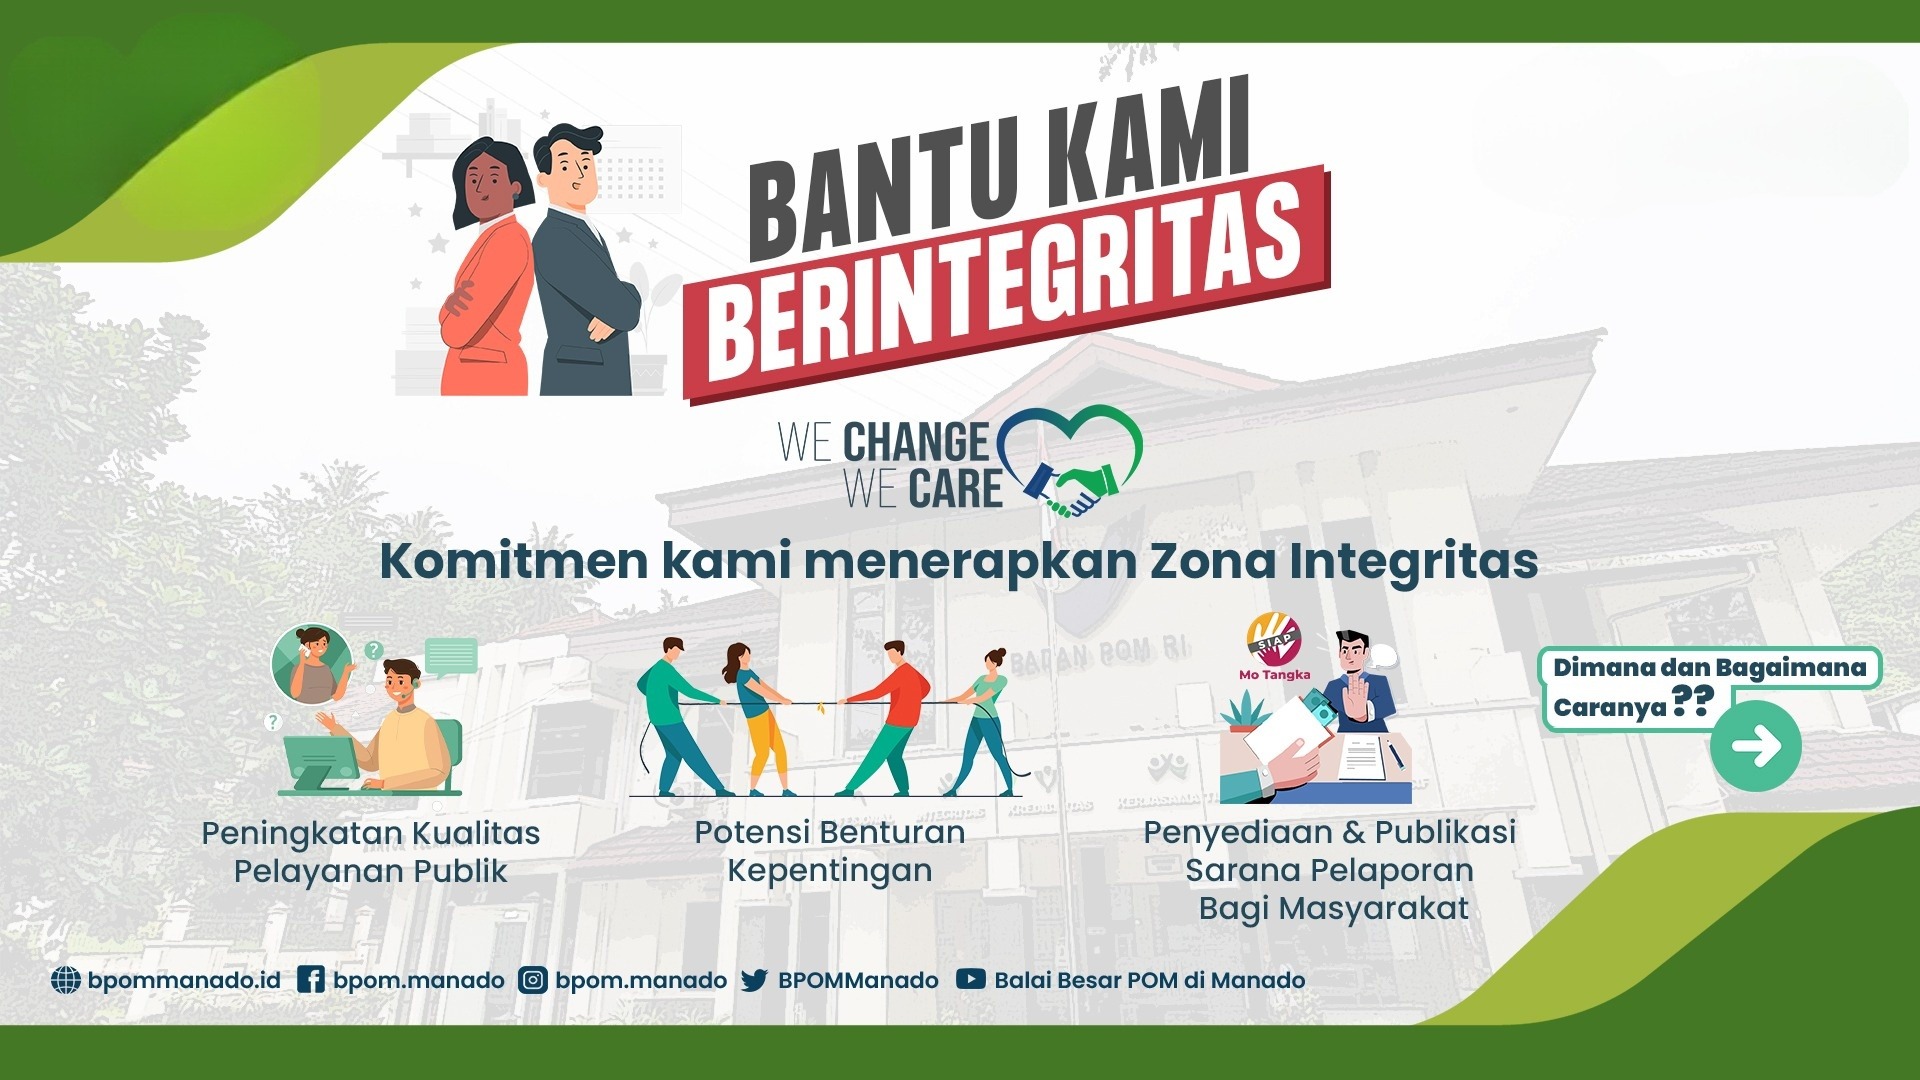 BANTU KAMI
BERINTEGRITAS
WE CHANGE
WE CARE
Komitmen kami menerapkan Zona Integritas
BADAN POM RI
SIAP
Mo Tangka
Dimana dan Bagaimana
Caranya ??
Peningkatan Kualitas
Pelayanan Publik
Potensi Benturan
Kepentingan
Penyediaan & Publikasi
Sarana Pelaporan
Bagi Masyarakat
bpommanado.id
bpom.manado
bpom.manado
BPOMManado
Balai Besar POM di Manado